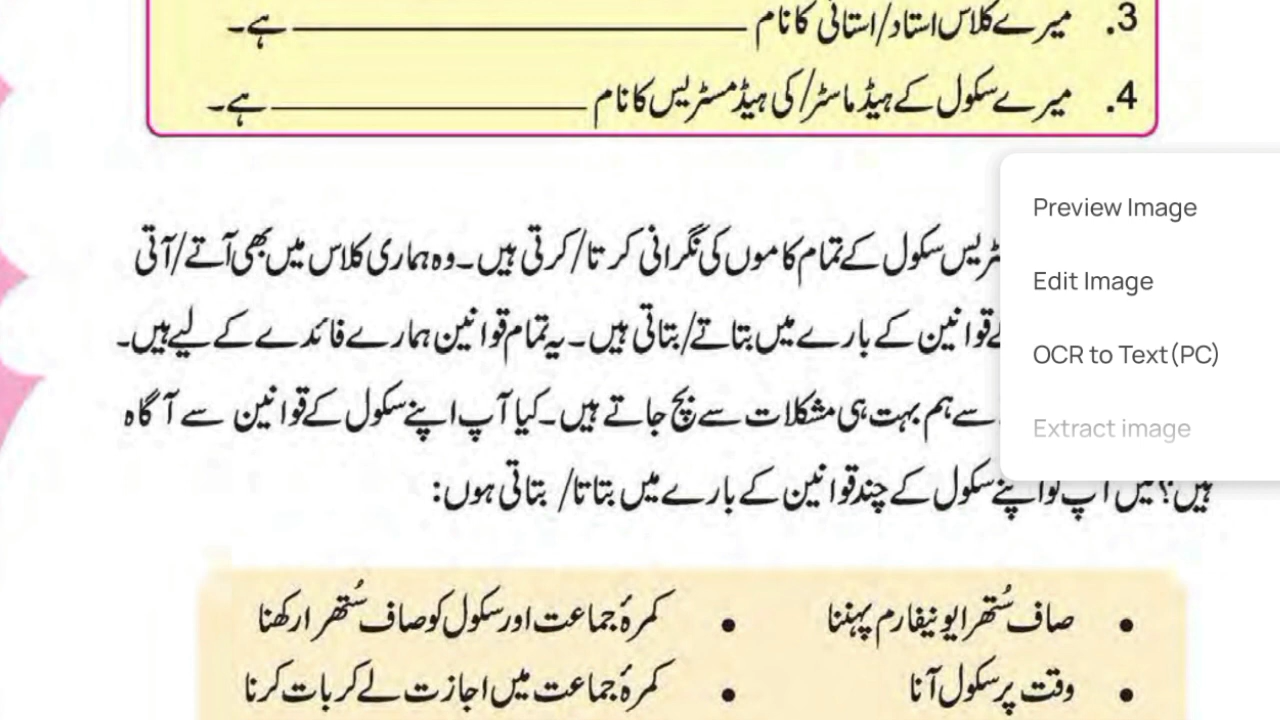 3. میرے کلاس استاد/استانی کا نام ____________ ہے۔
4. میرے سکول کے ہیڈ ماسٹر/کی ہیڈ مسٹریس کا نام ____________ ہے۔
سکول کے تمام کاموں کی نگرانی کرتا/کرتی ہیں۔ وہ ہماری کلاس میں بھی آتے/آتی
قوانین کے بارے میں بتاتے/بتاتی ہیں۔ یہ تمام قوانین ہمارے فائدے کے لیے ہیں۔
سے ہم بہت ہی مشکلات سے بچ جاتے ہیں۔ کیا آپ اپنے سکول کے قوانین سے آگاہ
ہیں؟ میں آپ کو اپنے سکول کے چند قوانین کے بارے میں بتاتا/ بتاتی ہوں:
• صاف سُتھرا یونیفارم پہننا • کمرۂ جماعت اور سکول کو صاف سُتھرا رکھنا
• وقت پر سکول آنا • کمرۂ جماعت میں اجازت لے کر بات کرنا
Preview Image
Edit Image
OCR to Text(PC)
Extract image